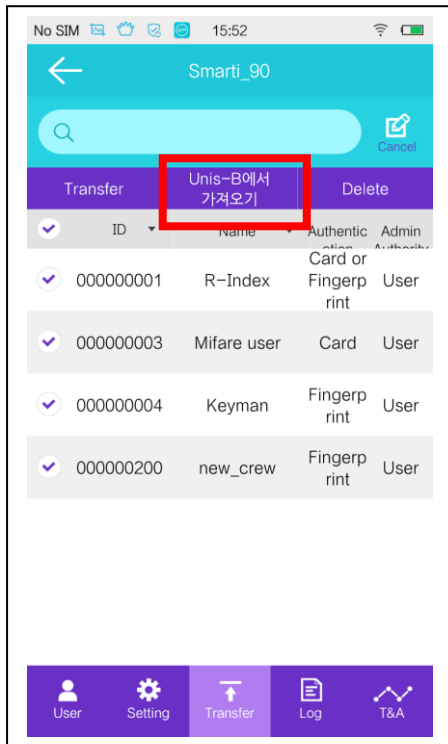 No SIM 15:52
Smarti_90
Cancel
Transfer
Unis-B에서
가져오기
Delete
ID Name Authentic Admin
ation Authority
000000001 R-Index Card or
Fingerp
rint User
000000003 Mifare user Card User
000000004 Keyman Fingerp
rint User
000000200 new_crew Fingerp
rint User
User Setting Transfer Log T&A